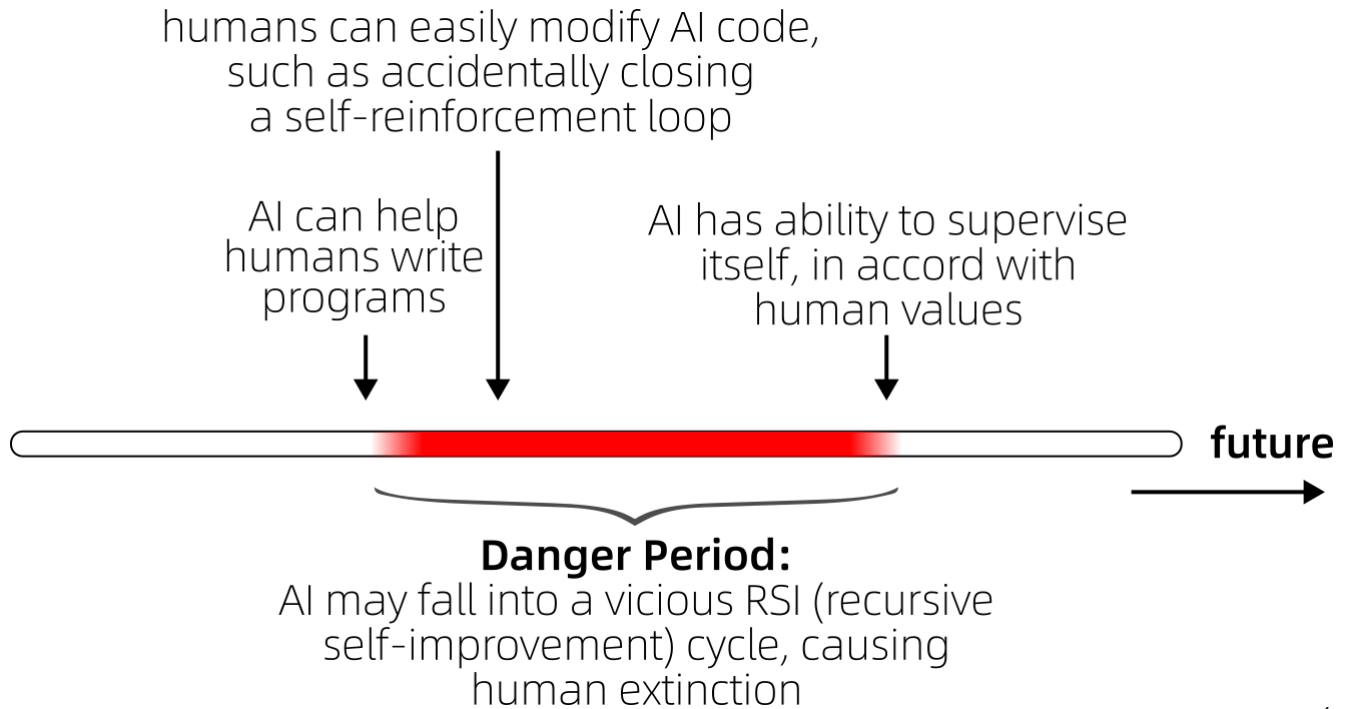 humans can easily modify AI code,
such as accidentally closing
a self-reinforcement loop
AI can help
humans write
programs
AI has ability to supervise
itself, in accord with
human values
future
Danger Period:
AI may fall into a vicious RSI (recursive
self-improvement) cycle, causing
human extinction